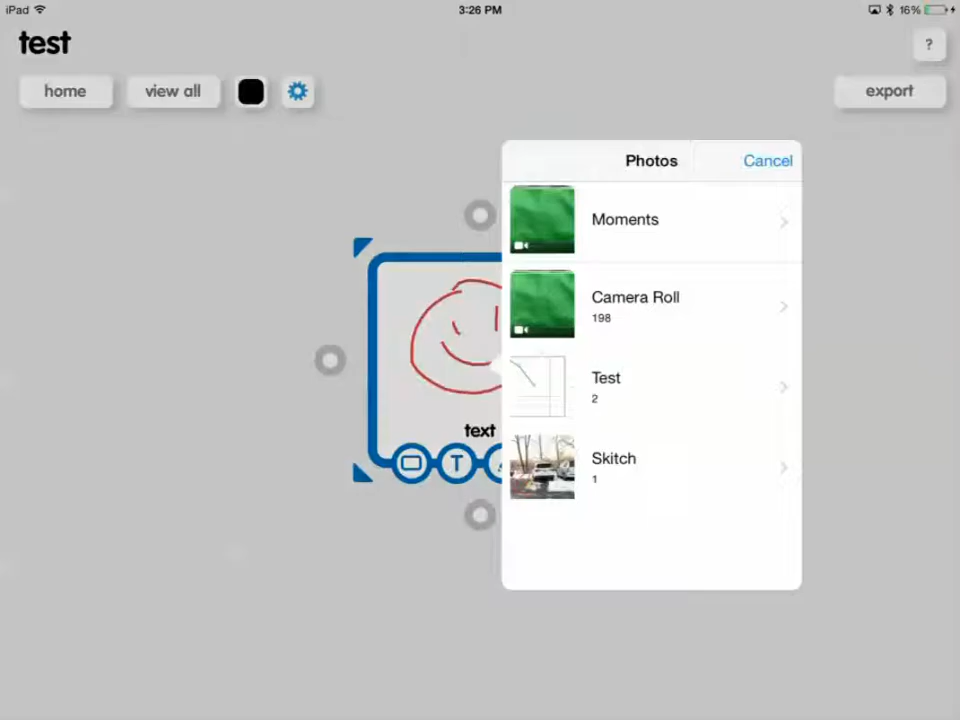 iPad 3:26 PM 16%
test
?
home view all export
Photos Cancel
Moments
Camera Roll
198
Test
2
Skitch
1
text
T